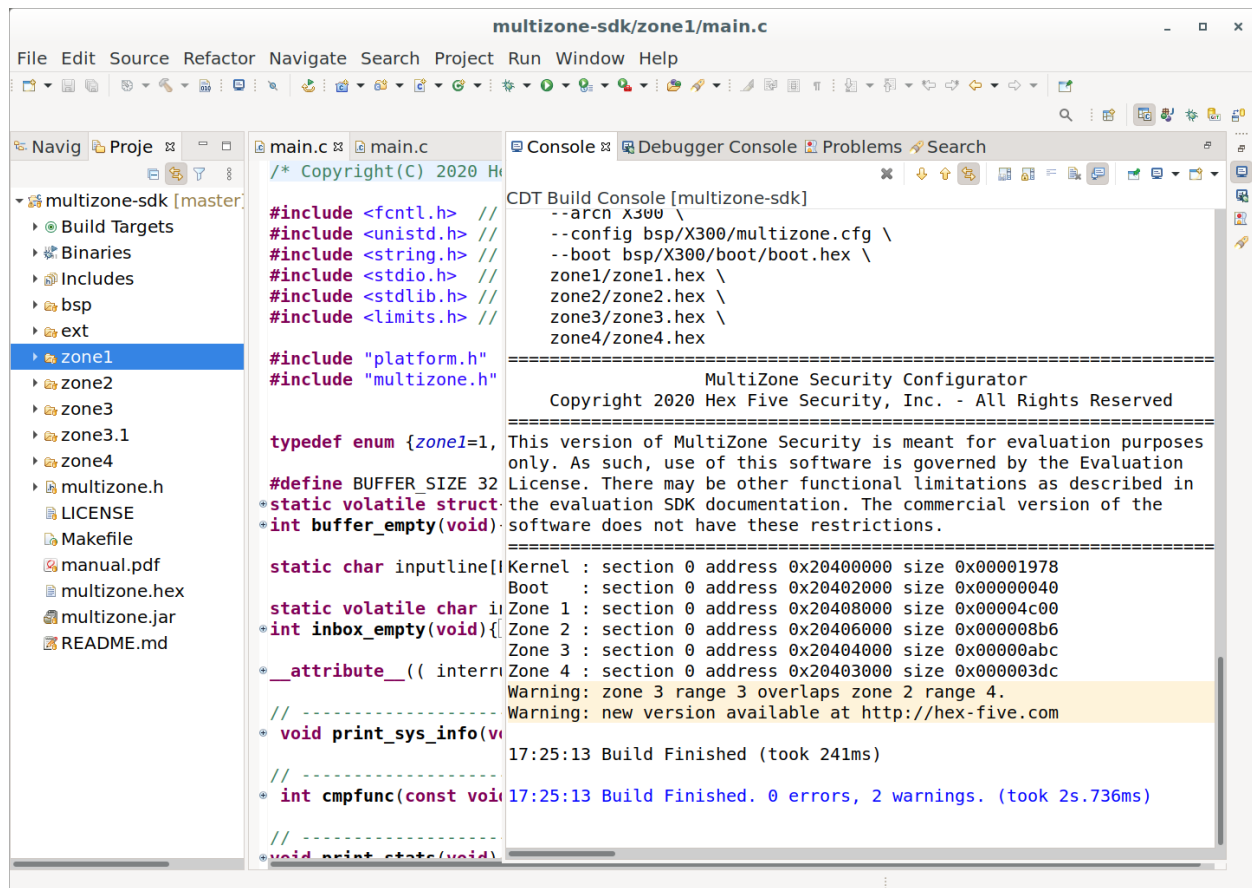 multizone-sdk/zone1/main.c
File Edit Source Refactor Navigate Search Project Run Window Help
Navig Proje
multizone-sdk [master]
Build Targets
Binaries
Includes
bsp
ext
zone1
zone2
zone3
zone3.1
zone4
multizone.h
LICENSE
Makefile
manual.pdf
multizone.hex
multizone.jar
README.md
main.c main.c
/* Copyright(C) 2020 He
#include <fcntl.h> //
#include <unistd.h> //
#include <string.h> //
#include <stdio.h> //
#include <stdlib.h> //
#include <limits.h> //
#include "platform.h"
#include "multizone.h"
typedef enum {zone1=1,
#define BUFFER_SIZE 32
static volatile struct
int buffer_empty(void)
static char inputline[
static volatile char in
int inbox_empty(void){
__attribute__(( interru
// -------------------
void print_sys_info(vo
// -------------------
int cmpfunc(const void
// -------------------
void print_stats(void)
Console Debugger Console Problems Search
CDT Build Console [multizone-sdk]
--arch X300 \
--config bsp/X300/multizone.cfg \
--boot bsp/X300/boot/boot.hex \
zone1/zone1.hex \
zone2/zone2.hex \
zone3/zone3.hex \
zone4/zone4.hex
====================================================================
MultiZone Security Configurator
Copyright 2020 Hex Five Security, Inc. - All Rights Reserved
====================================================================
This version of MultiZone Security is meant for evaluation purposes
only. As such, use of this software is governed by the Evaluation
License. There may be other functional limitations as described in
the evaluation SDK documentation. The commercial version of the
software does not have these restrictions.
====================================================================
Kernel : section 0 address 0x20400000 size 0x00001978
Boot : section 0 address 0x20402000 size 0x00000040
Zone 1 : section 0 address 0x20408000 size 0x00004c00
Zone 2 : section 0 address 0x20406000 size 0x000008b6
Zone 3 : section 0 address 0x20404000 size 0x00000abc
Zone 4 : section 0 address 0x20403000 size 0x000003dc
Warning: zone 3 range 3 overlaps zone 2 range 4.
Warning: new version available at http://hex-five.com
17:25:13 Build Finished (took 241ms)
17:25:13 Build Finished. 0 errors, 2 warnings. (took 2s.736ms)